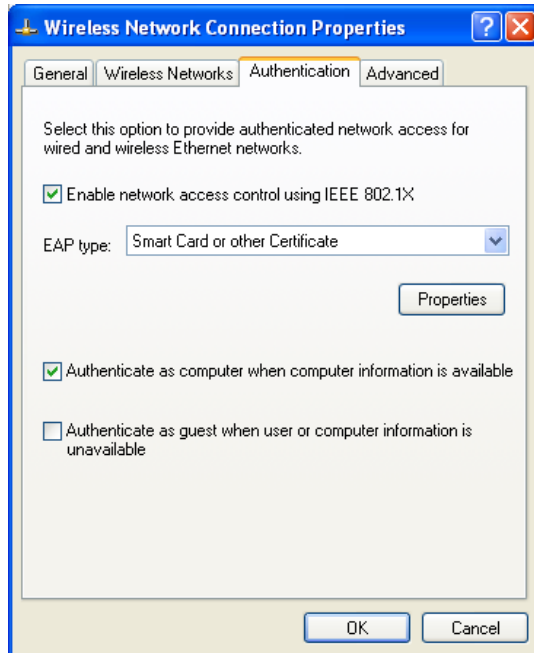 Wireless Network Connection Properties
General Wireless Networks Authentication Advanced
Select this option to provide authenticated network access for
wired and wireless Ethernet networks.
Enable network access control using IEEE 802.1X
EAP type: Smart Card or other Certificate
Properties
Authenticate as computer when computer information is available
Authenticate as guest when user or computer information is
unavailable
OK Cancel